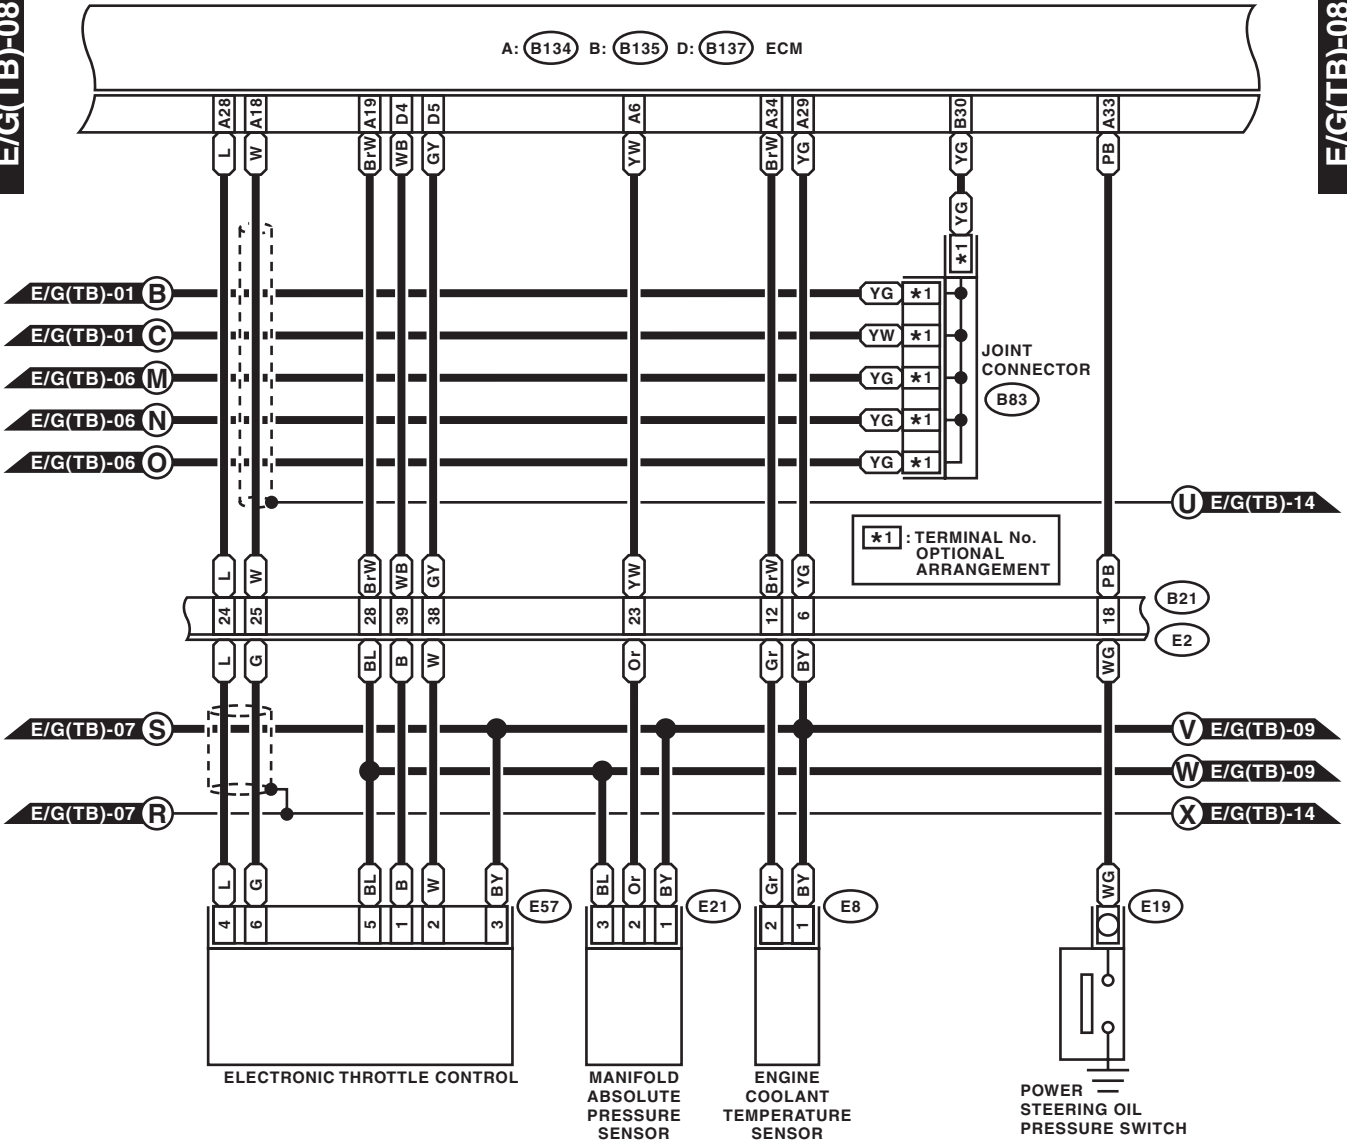 E/G(TB)-08
E/G(TB)-08
A: B134 B: B135 D: B137 ECM
A28 A18 A19 D4 D5 A6 A34 A29 B30 A33
L W BrW WB GY YW BrW YG YG PB
YG
*1
E/G(TB)-01 B YG *1
E/G(TB)-01 C YW *1
JOINT
CONNECTOR
B83
E/G(TB)-06 M YG *1
E/G(TB)-06 N YG *1
E/G(TB)-06 O YG *1
U E/G(TB)-14
*1 : TERMINAL No.
OPTIONAL
ARRANGEMENT
L W BrW WB GY YW BrW YG PB
24 25 28 39 38 23 12 6 18
B21
E2
L G BL B W Or Gr BY WG
E/G(TB)-07 S V E/G(TB)-09
W E/G(TB)-09
E/G(TB)-07 R X E/G(TB)-14
L G BL B W BY BL Or BY Gr BY WG
E57 E21 E8 E19
4 6 5 1 2 3 3 2 1 2 1
ELECTRONIC THROTTLE CONTROL
MANIFOLD
ABSOLUTE
PRESSURE
SENSOR
ENGINE
COOLANT
TEMPERATURE
SENSOR
POWER
STEERING OIL
PRESSURE SWITCH